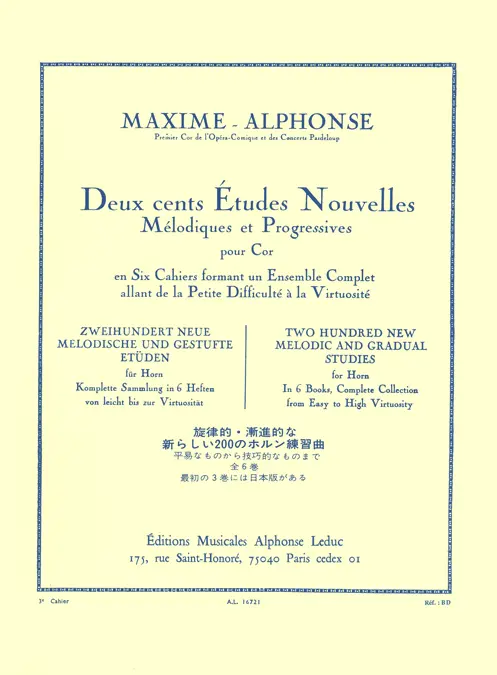 MAXIME - ALPHONSE
Premier Cor de l'Opéra-Comique et des Concerts Pasdeloup
Deux cents Études Nouvelles
Mélodiques et Progressives
pour Cor
en Six Cahiers formant un Ensemble Complet
allant de la Petite Difficulté à la Virtuosité
ZWEIHUNDERT NEUE
MELODISCHE UND GESTUFTE
ETÜDEN
für Horn
Komplette Sammlung in 6 Heften
von leicht bis zur Virtuosität
TWO HUNDRED NEW
MELODIC AND GRADUAL
STUDIES
for Horn
In 6 Books, Complete Collection
from Easy to High Virtuosity
旋律的・漸進的な
新らしい200のホルン練習曲
平易なものから技巧的なものまで
全6巻
最初の3巻には日本版がある
Éditions Musicales Alphonse Leduc
175, rue Saint-Honoré, 75040 Paris cedex 01
3e Cahier
A.L. 16721
Réf. : BD